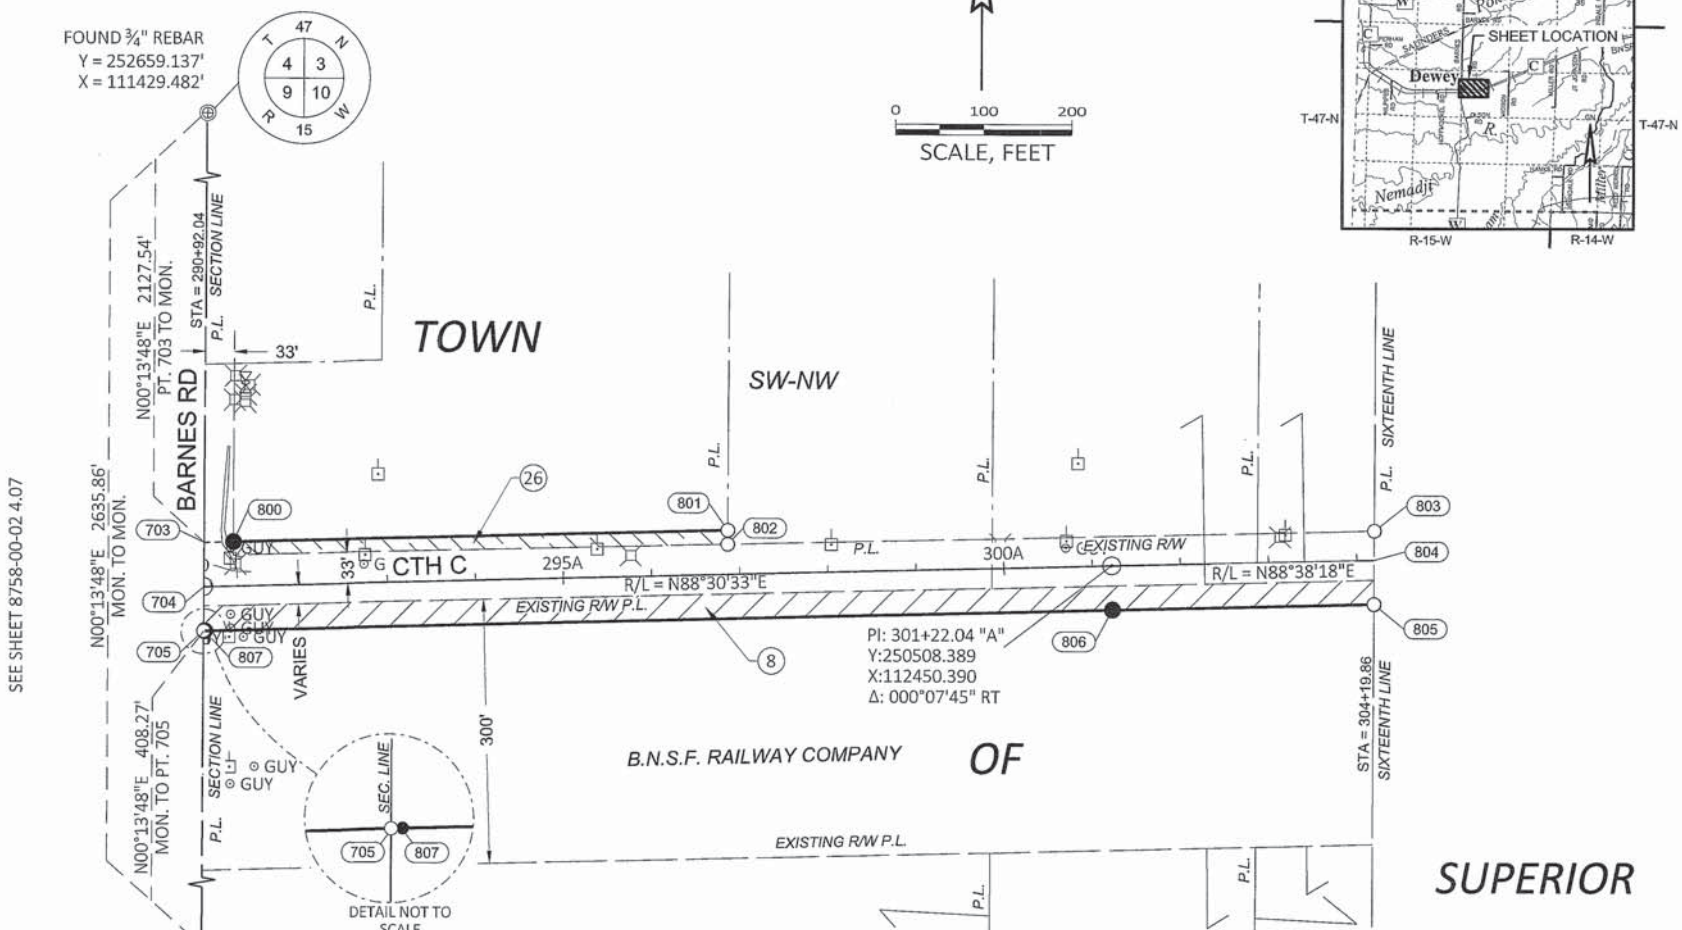 FOUND ¾" REBAR
Y = 252659.137'
X = 111429.482'
47
T
N
4
3
9
10
R
W
15
0 100 200
SCALE, FEET
W
C
SAUNDERS
SHEET LOCATION
Dewey
C
T-47-N
T-47-N
R.
GN
Nemadji
Miller
W
R-15-W
R-14-W
STA = 290+92.04
P.L. SECTION LINE
N00°13'48"E 2127.54'
PT. 703 TO MON.
P.L.
33'
TOWN
SW-NW
BARNES RD
SEE SHEET 8758-00-02 4.07
N00°13'48"E 2635.86'
MON. TO MON.
P.L.
P.L.
P.L.
P.L. SIXTEENTH LINE
26
703
800
801
802
803
GUY
G
33'
CTH C
295A
P.L.
300A
EXISTING R/W
804
R/L = N88°30'33"E
R/L = N88°38'18"E
704
EXISTING R/W P.L.
GUY
GUY
GUY
705
807
VARIES
8
PI: 301+22.04 "A"
Y:250508.389
X:112450.390
Δ: 000°07'45" RT
806
805
STA = 304+19.86
SIXTEENTH LINE
N00°13'48"E 408.27'
MON. TO PT. 705
P.L. SECTION LINE
GUY
GUY
300'
B.N.S.F. RAILWAY COMPANY
OF
SEC. LINE
705
807
DETAIL NOT TO
SCALE
EXISTING R/W P.L.
P.L.
P.L.
SUPERIOR